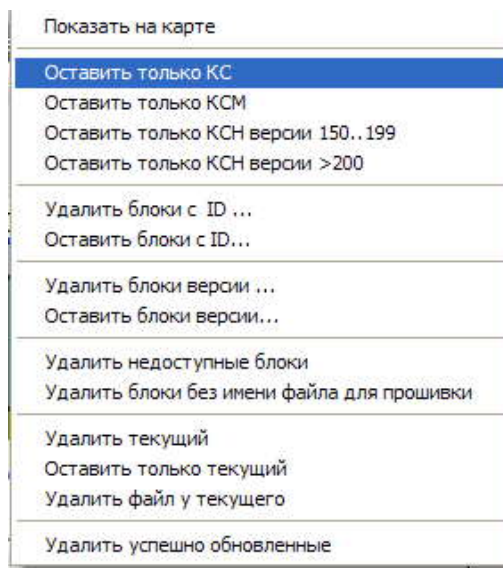 Показать на карте
Оставить только КС
Оставить только КСМ
Оставить только КСН версии 150..199
Оставить только КСН версии >200
Удалить блоки с  ID ...
Оставить блоки с ID...
Удалить блоки версии ...
Оставить блоки версии...
Удалить недоступные блоки
Удалить блоки без имени файла для прошивки
Удалить текущий
Оставить только текущий
Удалить файл у текущего
Удалить успешно обновленные